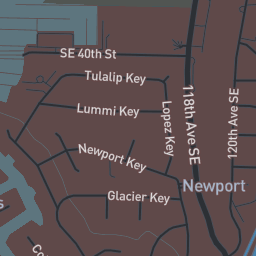 SE 40th St
Tulalip Key
Lummi Key
Lopez Key
118th Ave SE
120th Ave SE
Newport Key
Newport
Glacier Key